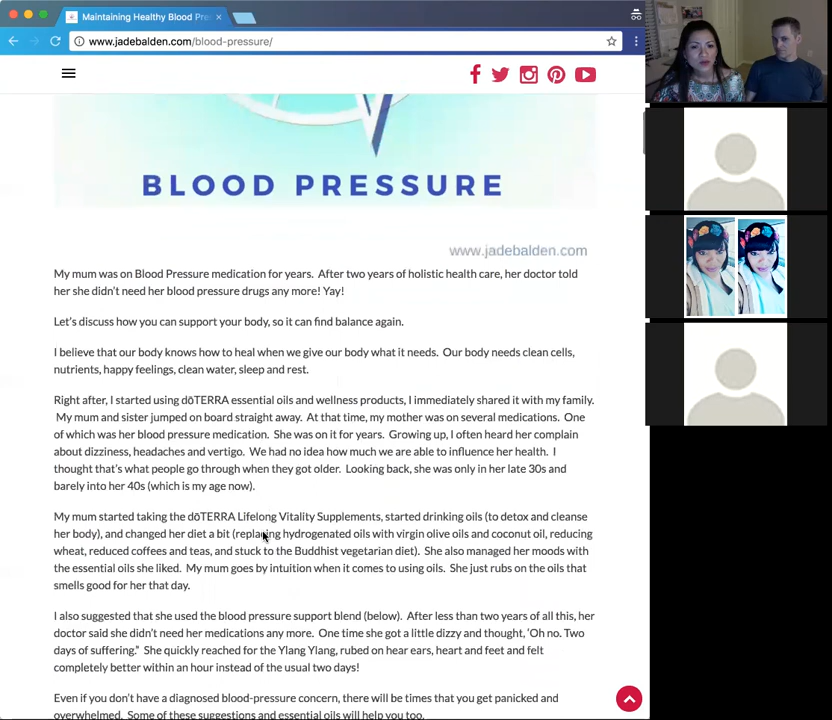 Maintaining Healthy Blood Pre
www.jadebalden.com/blood-pressure/
BLOOD PRESSURE
www.jadebalden.com
My mum was on Blood Pressure medication for years. After two years of holistic health care, her doctor told
her she didn't need her blood pressure drugs any more! Yay!
Let's discuss how you can support your body, so it can find balance again.
I believe that our body knows how to heal when we give our body what it needs. Our body needs clean cells,
nutrients, happy feelings, clean water, sleep and rest.
Right after, I started using dōTERRA essential oils and wellness products, I immediately shared it with my family.
My mum and sister jumped on board straight away. At that time, my mother was on several medications. One
of which was her blood pressure medication. She was on it for years. Growing up, I often heard her complain
about dizziness, headaches and vertigo. We had no idea how much we are able to influence her health. I
thought that's what people go through when they got older. Looking back, she was only in her late 30s and
barely into her 40s (which is my age now).
My mum started taking the dōTERRA Lifelong Vitality Supplements, started drinking oils (to detox and cleanse
her body), and changed her diet a bit (replacing hydrogenated oils with virgin olive oils and coconut oil, reducing
wheat, reduced coffees and teas, and stuck to the Buddhist vegetarian diet). She also managed her moods with
the essential oils she liked. My mum goes by intuition when it comes to using oils. She just rubs on the oils that
smells good for her that day.
I also suggested that she used the blood pressure support blend (below). After less than two years of all this, her
doctor said she didn't need her medications any more. One time she got a little dizzy and thought, 'Oh no. Two
days of suffering." She quickly reached for the Ylang Ylang, rubed on hear ears, heart and feet and felt
completely better within an hour instead of the usual two days!
Even if you don't have a diagnosed blood-pressure concern, there will be times that you get panicked and
overwhelmed. Some of these suggestions and essential oils will help you too.